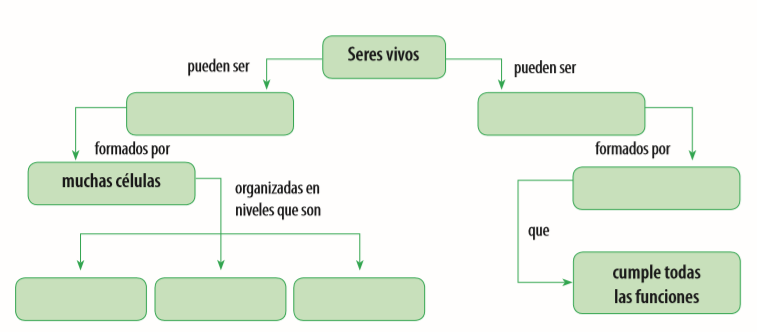 Seres vivos
pueden ser
pueden ser
formados por
formados por
muchas células
organizadas en
niveles que son
que
cumple todas
las funciones